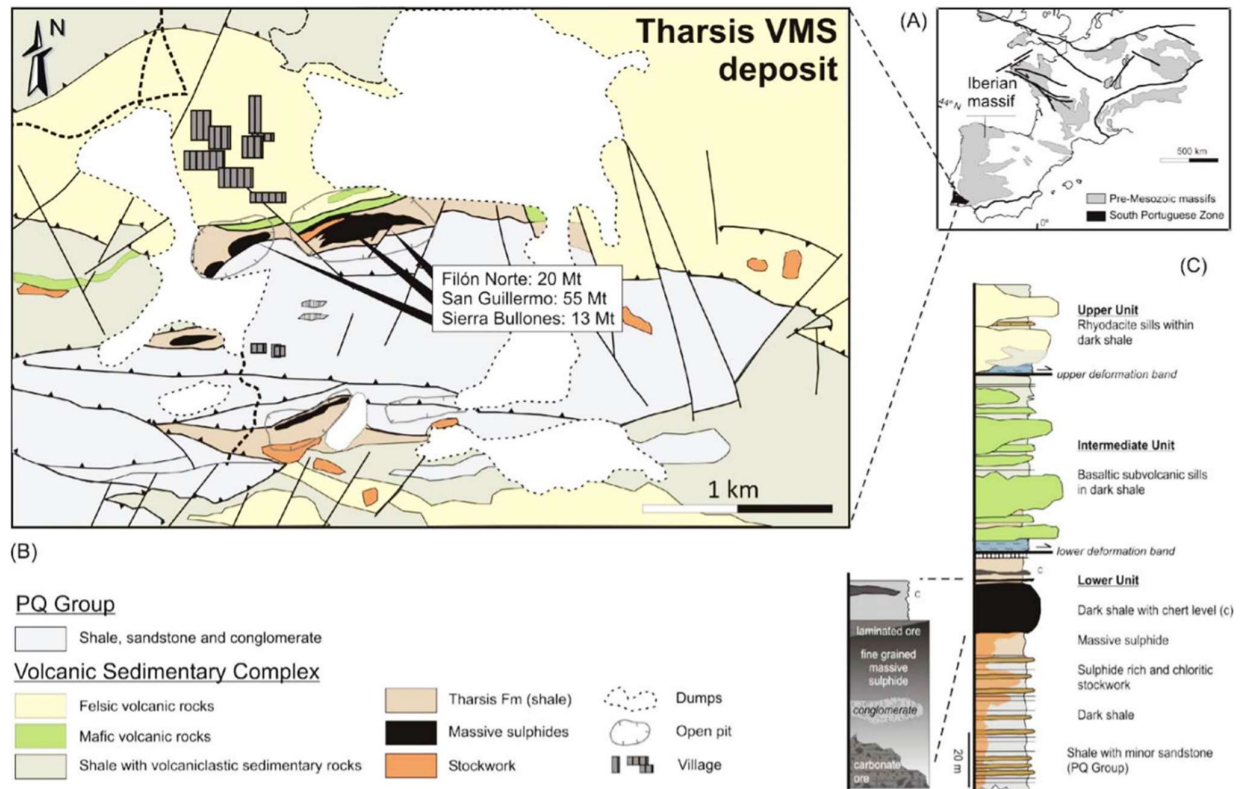 N
Tharsis VMS
deposit
Filón Norte: 20 Mt
San Guillermo: 55 Mt
Sierra Bullones: 13 Mt
1 km
(A)
0°
44° N
Iberian
massif
500 km
Pre-Mesozoic massifs
South Portuguese Zone
0°
(B)
PQ Group
Shale, sandstone and conglomerate
Volcanic Sedimentary Complex
Felsic volcanic rocks
Mafic volcanic rocks
Shale with volcaniclastic sedimentary rocks
Tharsis Fm (shale)
Massive sulphides
Stockwork
Dumps
Open pit
Village
(C)
Upper Unit
Rhyodacite sills within
dark shale
upper deformation band
Intermediate Unit
Basaltic subvolcanic sills
in dark shale
lower deformation band
c
Lower Unit
Dark shale with chert level (c)
Massive sulphide
Sulphide rich and chloritic
stockwork
Dark shale
Shale with minor sandstone
(PQ Group)
20 m
c
laminated ore
fine grained
massive
sulphide
conglomerate
carbonate
ore